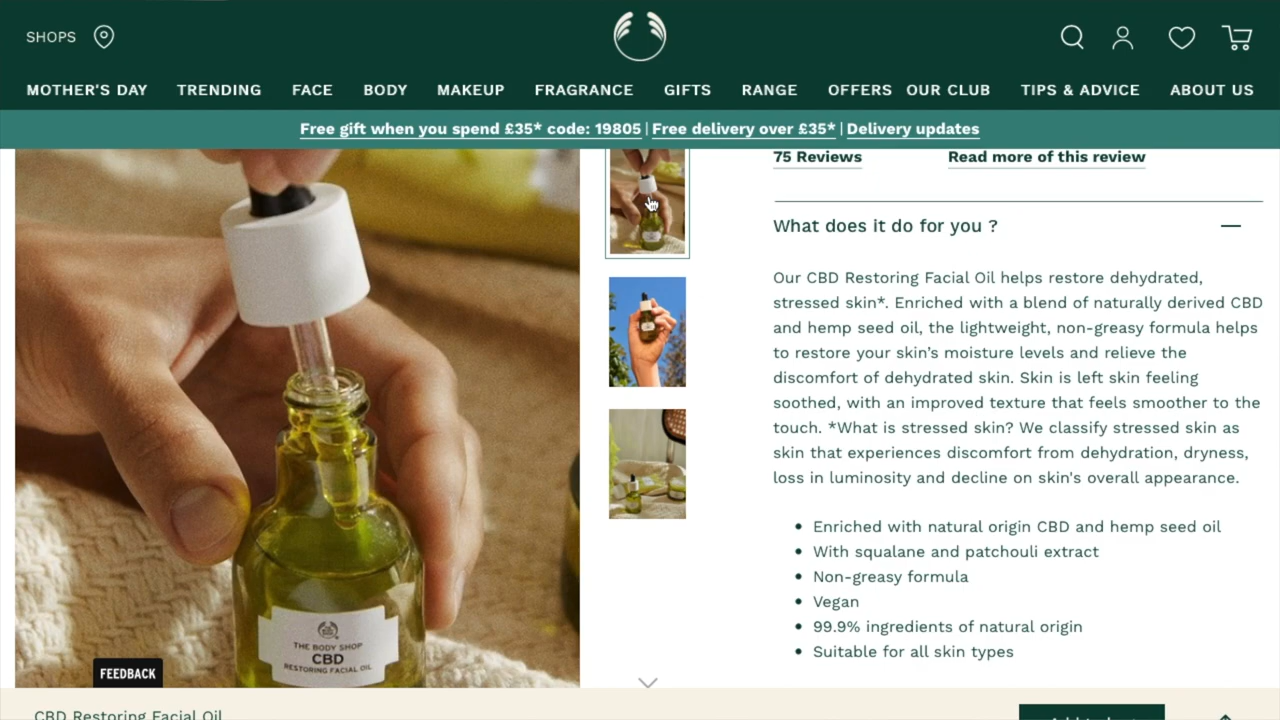 SHOPS
MOTHER'S DAY TRENDING FACE BODY MAKEUP FRAGRANCE GIFTS RANGE OFFERS OUR CLUB TIPS & ADVICE ABOUT US
Free gift when you spend £35* code: 19805 | Free delivery over £35* | Delivery updates
75 Reviews Read more of this review
What does it do for you ?
Our CBD Restoring Facial Oil helps restore dehydrated,
stressed skin*. Enriched with a blend of naturally derived CBD
and hemp seed oil, the lightweight, non-greasy formula helps
to restore your skin’s moisture levels and relieve the
discomfort of dehydrated skin. Skin is left skin feeling
soothed, with an improved texture that feels smoother to the
touch. *What is stressed skin? We classify stressed skin as
skin that experiences discomfort from dehydration, dryness,
loss in luminosity and decline on skin's overall appearance.
Enriched with natural origin CBD and hemp seed oil
With squalane and patchouli extract
Non-greasy formula
Vegan
99.9% ingredients of natural origin
Suitable for all skin types
THE BODY SHOP
CBD
RESTORING FACIAL OIL
FEEDBACK
CBD Restoring Facial Oil